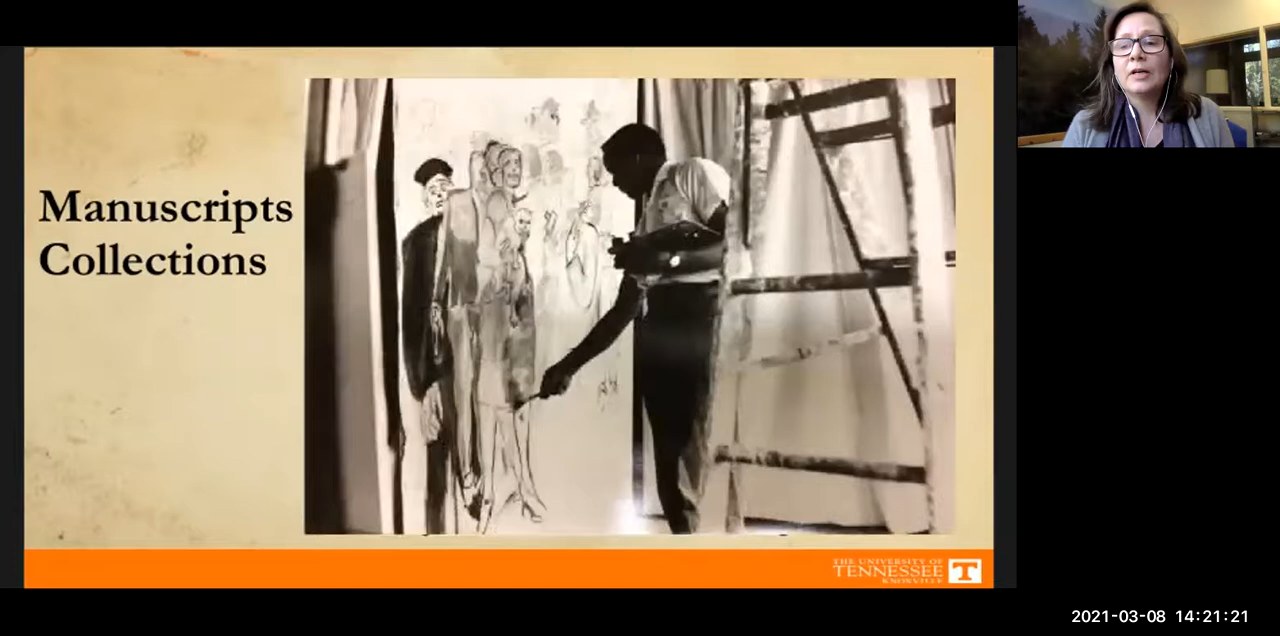 Manuscripts
Collections
THE UNIVERSITY OF
TENNESSEE
KNOXVILLE
T
2021-03-08 14:21:21